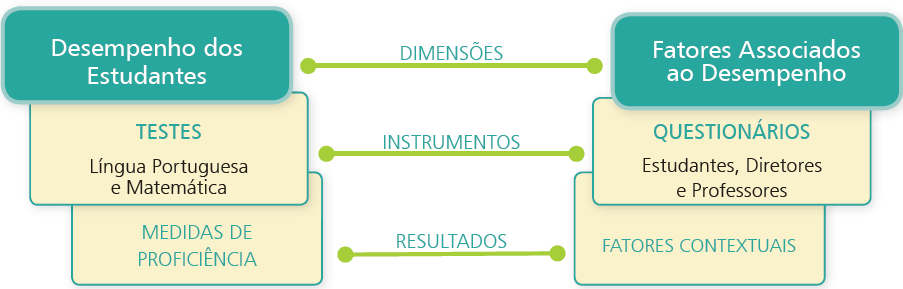 Desempenho dos
Estudantes
DIMENSÕES
Fatores Associados
ao Desempenho
TESTES
Língua Portuguesa
e Matemática
INSTRUMENTOS
QUESTIONÁRIOS
Estudantes, Diretores
e Professores
MEDIDAS DE
PROFICIÊNCIA
RESULTADOS
FATORES CONTEXTUAIS